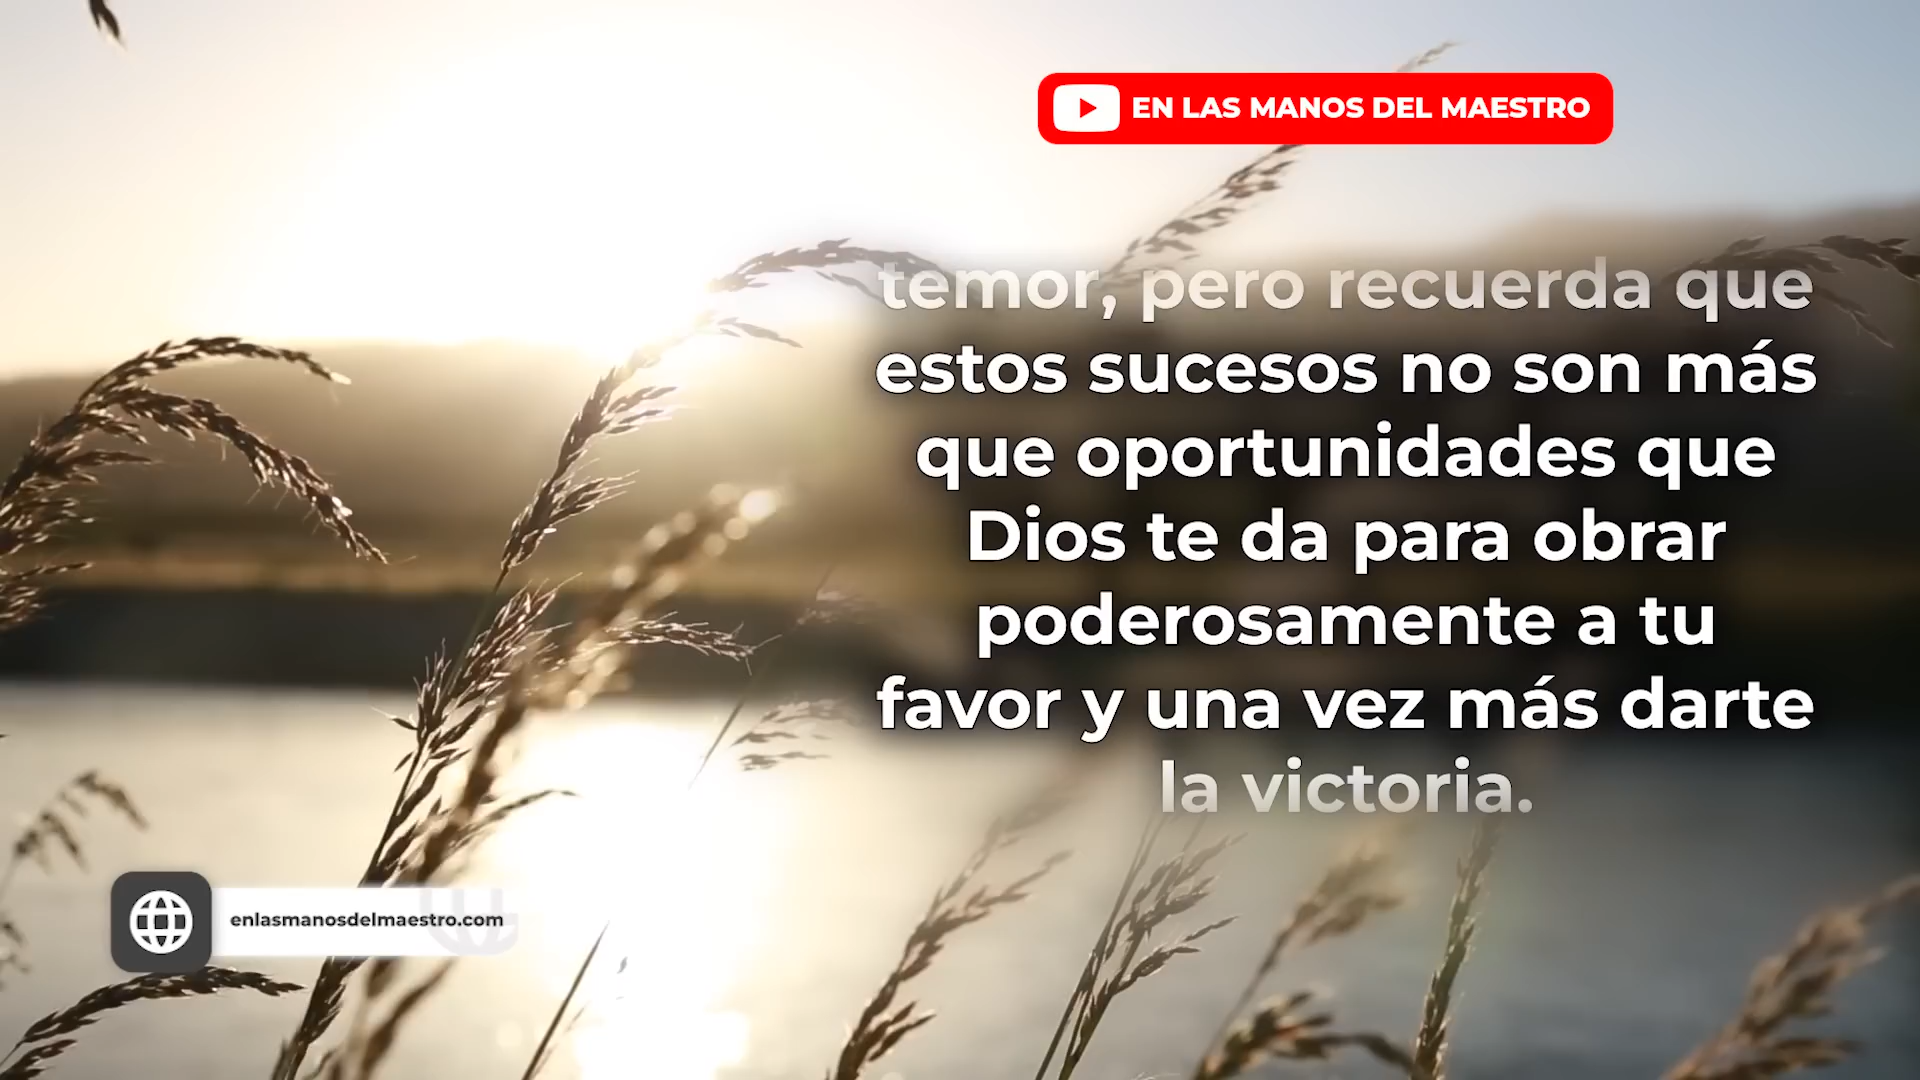 EN LAS MANOS DEL MAESTRO
temor, pero recuerda que
estos sucesos no son más
que oportunidades que
Dios te da para obrar
poderosamente a tu
favor y una vez más darte
la victoria.
enlasmanosdelmaestro.com